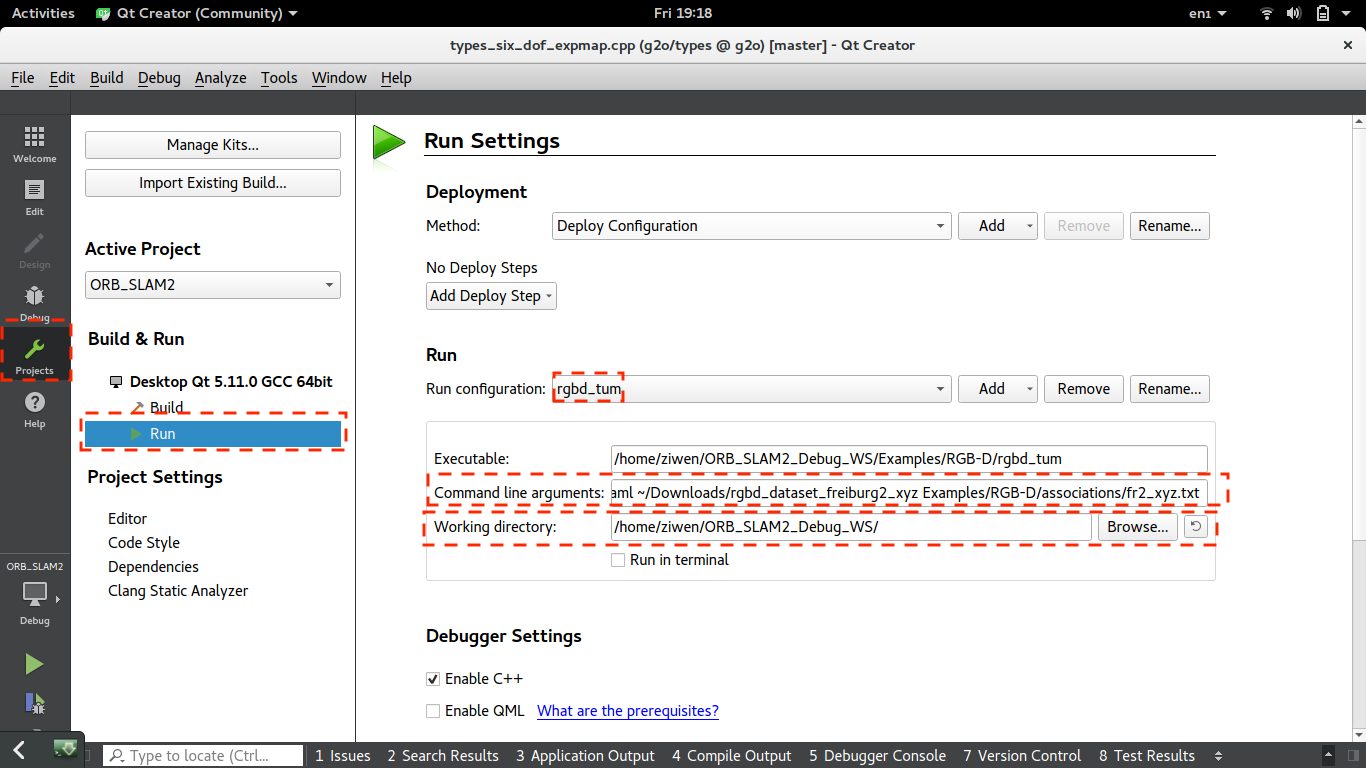 Activities Qt Creator (Community) Fri 19:18 en1
types_six_dof_expmap.cpp (g2o/types @ g2o) [master] - Qt Creator
File Edit Build Debug Analyze Tools Window Help
Welcome
Edit
Design
Debug
Projects
Help
ORB_SLAM2
Debug
Manage Kits...
Import Existing Build...
Active Project
ORB_SLAM2
Build & Run
Desktop Qt 5.11.0 GCC 64bit
Build
Run
Project Settings
Editor
Code Style
Dependencies
Clang Static Analyzer
Run Settings
Deployment
Method: Deploy Configuration Add Remove Rename...
No Deploy Steps
Add Deploy Step
Run
Run configuration: rgbd_tum Add Remove Rename...
Executable: /home/ziwen/ORB_SLAM2_Debug_WS/Examples/RGB-D/rgbd_tum
Command line arguments: aml ~/Downloads/rgbd_dataset_freiburg2_xyz Examples/RGB-D/associations/fr2_xyz.txt
Working directory: /home/ziwen/ORB_SLAM2_Debug_WS/ Browse...
Run in terminal
Debugger Settings
Enable C++
Enable QML What are the prerequisites?
Type to locate (Ctrl... 1 Issues 2 Search Results 3 Application Output 4 Compile Output 5 Debugger Console 7 Version Control 8 Test Results